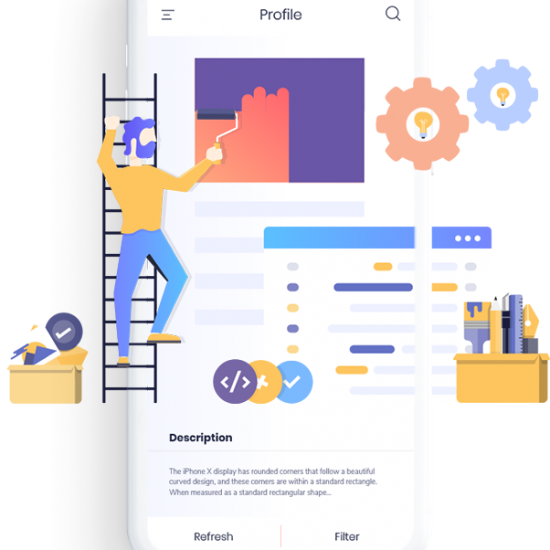 Profile
</>
Description
The iPhone X display has rounded corners that follow a beautiful
curved design, and these corners are within a standard rectangle.
When measured as a standard rectangular shape...
Refresh
Filter